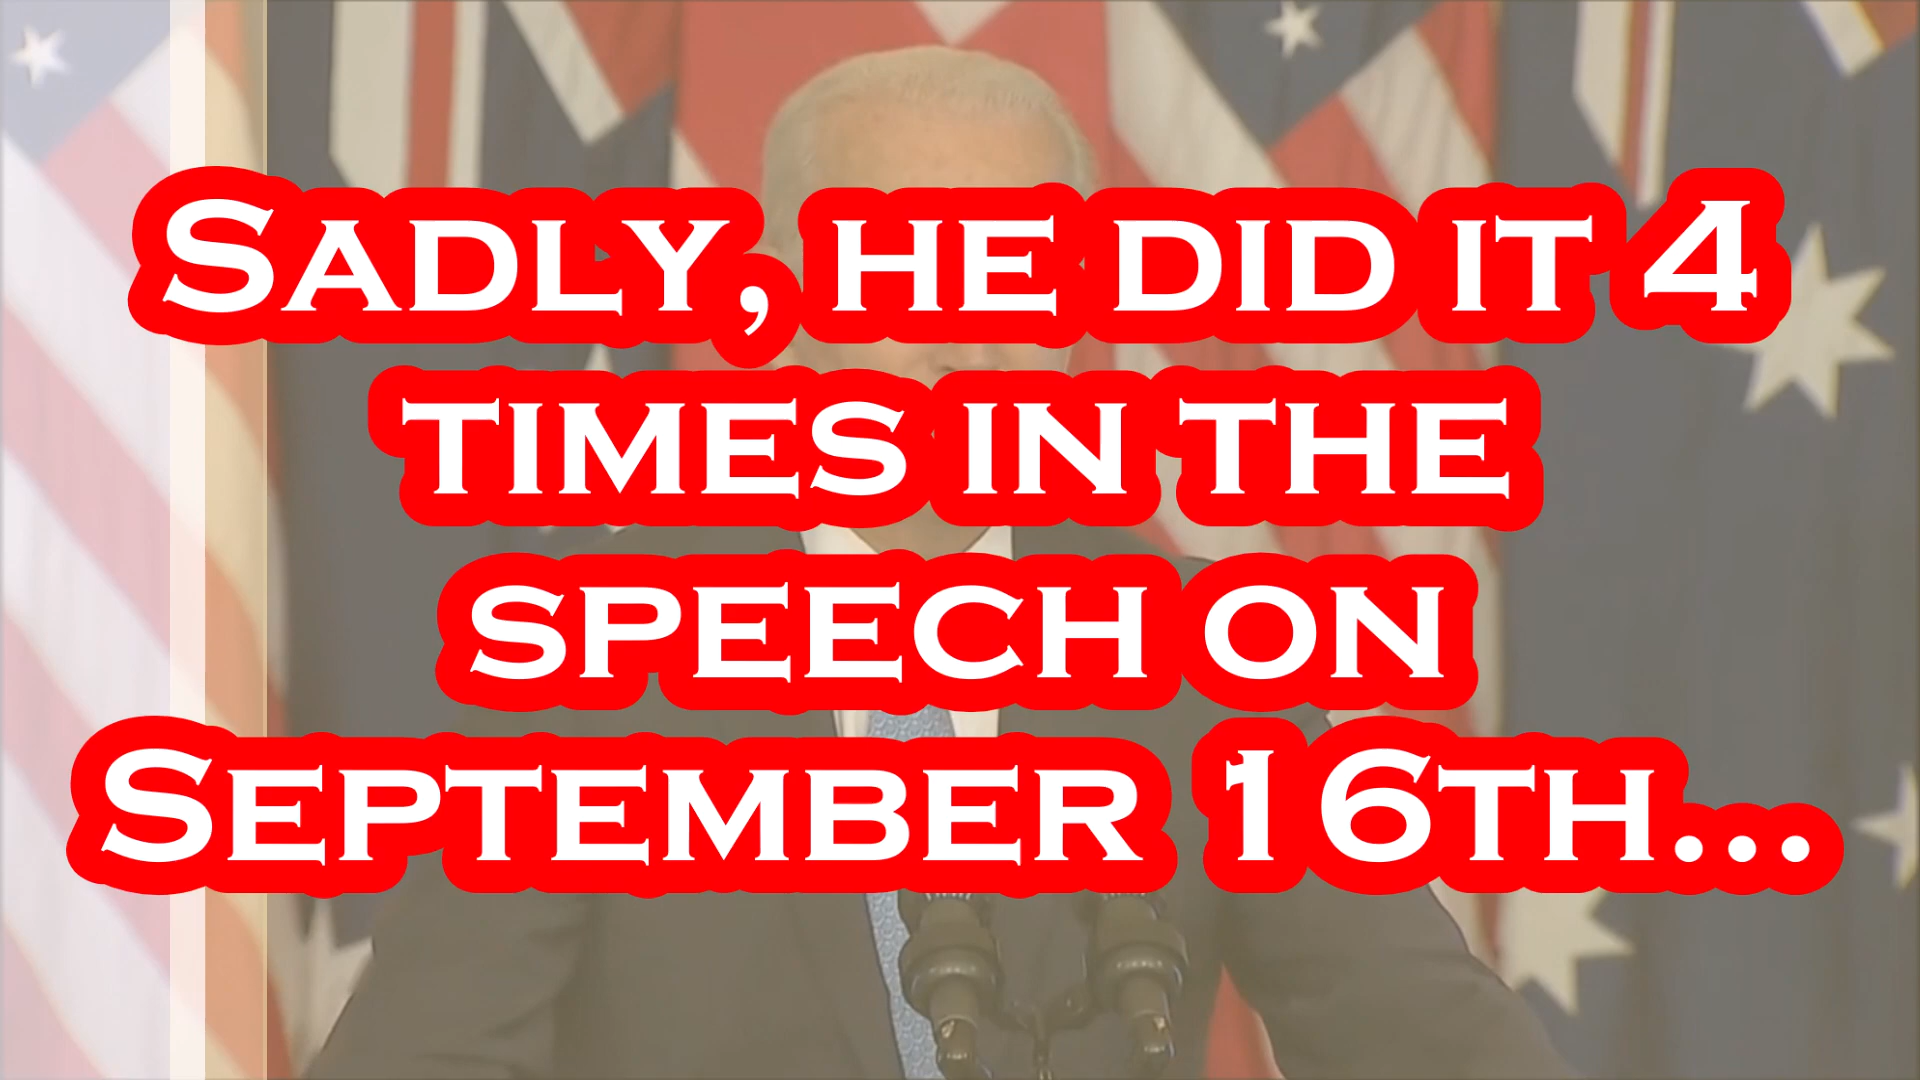 Sadly, he did it 4
times in the
speech on
September 16th...